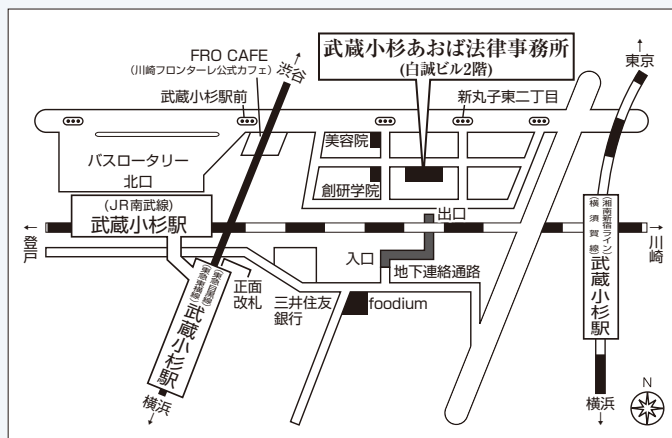 FRO CAFE
(川崎フロンターレ公式カフェ)
渋谷
武蔵小杉あおば法律事務所
(白誠ビル2階)
東京
武蔵小杉駅前
新丸子東二丁目
美容院
バスロータリー
北口
創研学院
(JR南武線)
武蔵小杉駅
出口
登戸
川崎
(湘南新宿ライン)
横須賀線
武蔵小杉駅
入口
地下連絡通路
(東急目黒線)
(東急東横線)
武蔵小杉駅
正面
改札
三井住友
銀行
foodium
横浜
横浜
N